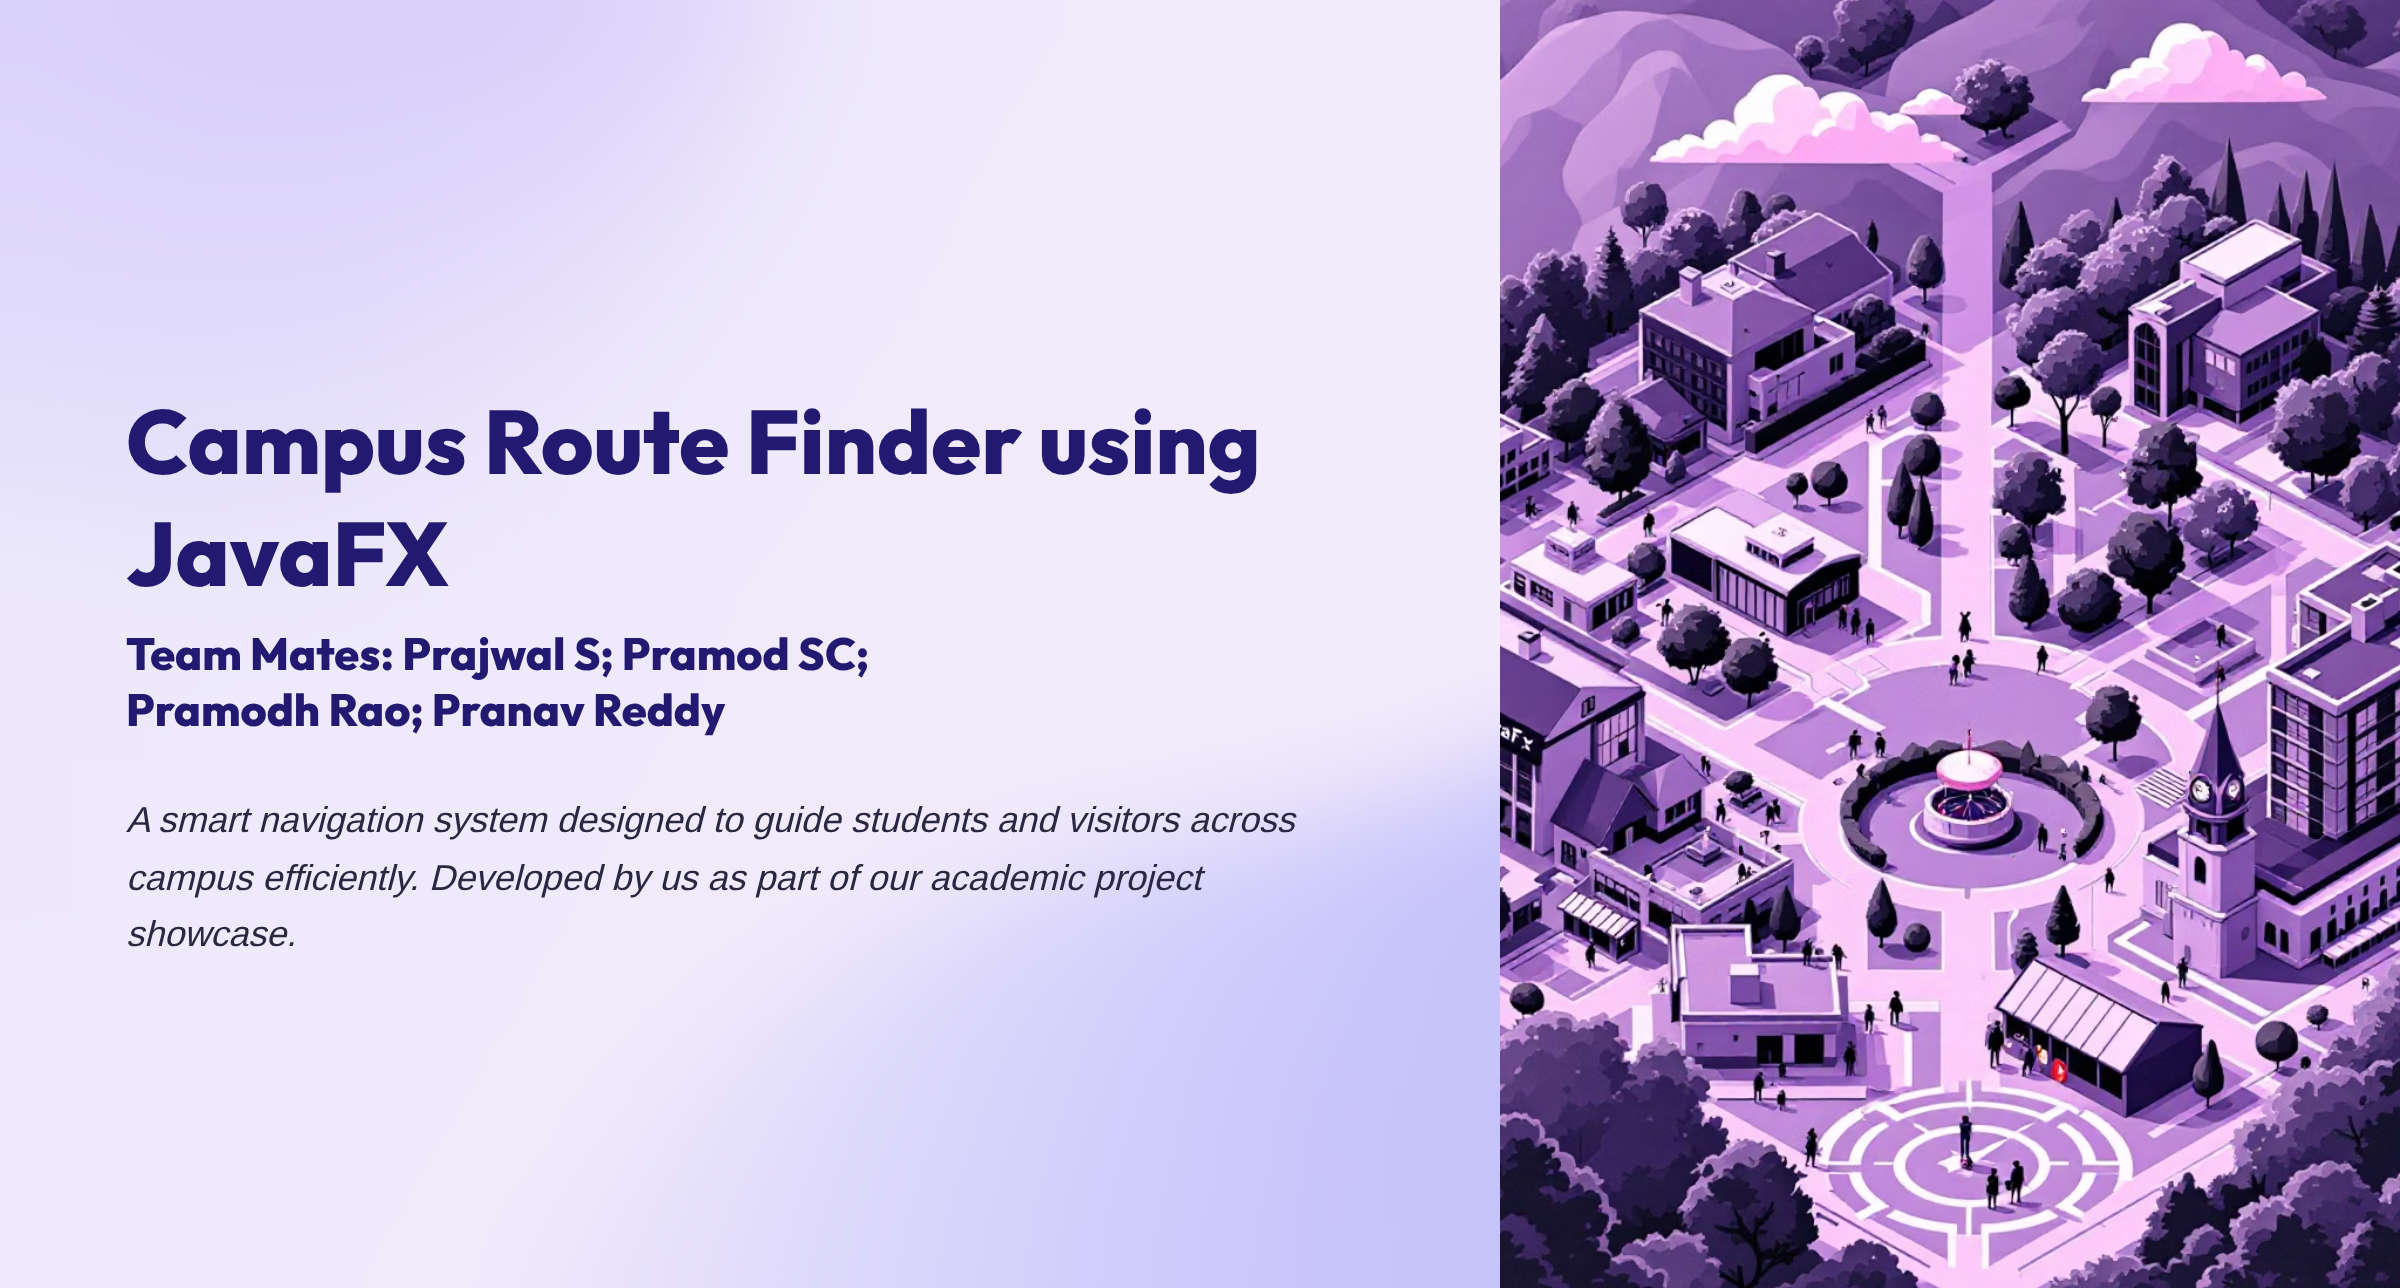 Campus Route Finder using
JavaFX
Team Mates: Prajwal S; Pramod SC;
Pramodh Rao; Pranav Reddy
A smart navigation system designed to guide students and visitors across
campus efficiently. Developed by us as part of our academic project
showcase.